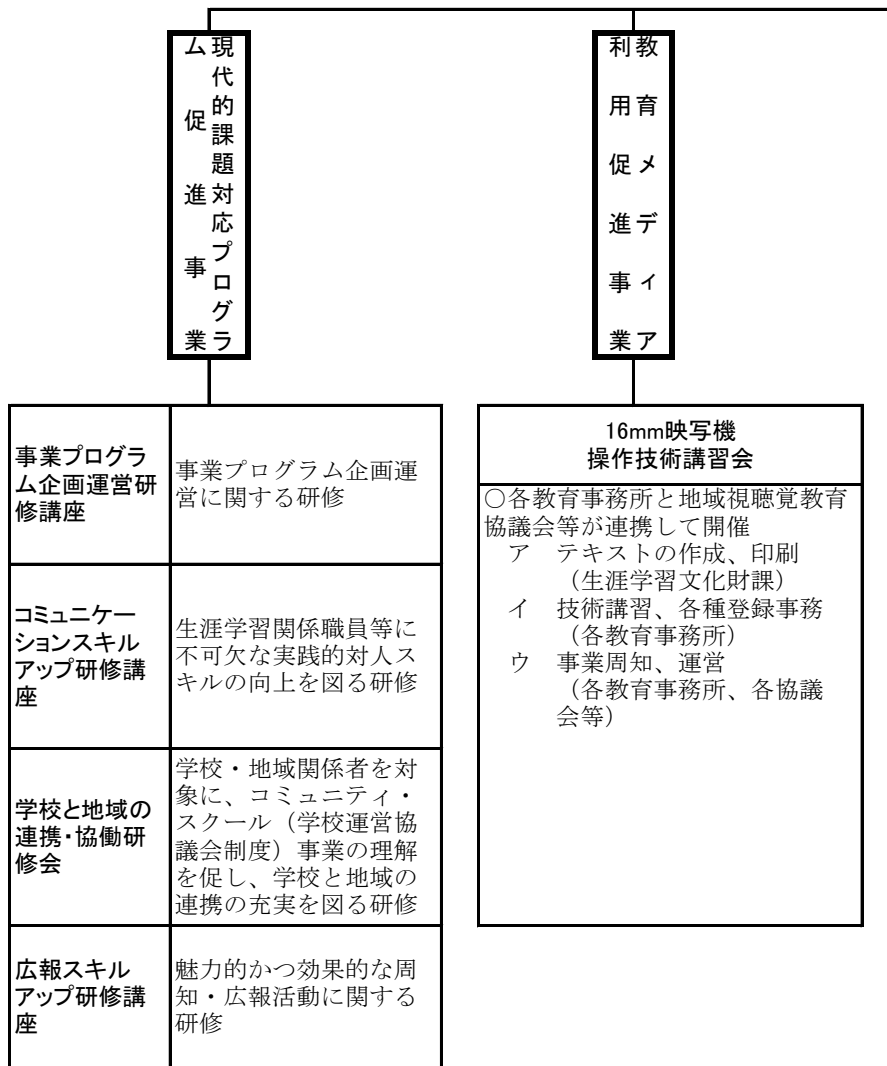 現代的課題対応プログラ
ム促進事業
教育メディア
利用促進事業
事業プログラ
ム企画運営研
修講座
事業プログラム企画運
営に関する研修
コミュニケー
ションスキル
アップ研修講
座
生涯学習関係職員等に
不可欠な実践的対人ス
キルの向上を図る研修
学校と地域の
連携・協働研
修会
学校・地域関係者を対
象に、コミュニティ・
スクール（学校運営協
議会制度）事業の理解
を促し、学校と地域の
連携の充実を図る研修
広報スキル
アップ研修講
座
魅力的かつ効果的な周
知・広報活動に関する
研修
16mm映写機
操作技術講習会
○各教育事務所と地域視聴覚教育
協議会等が連携して開催
ア　テキストの作成、印刷
（生涯学習文化財課）
イ　技術講習、各種登録事務
（各教育事務所）
ウ　事業周知、運営
（各教育事務所、各協議
会等）